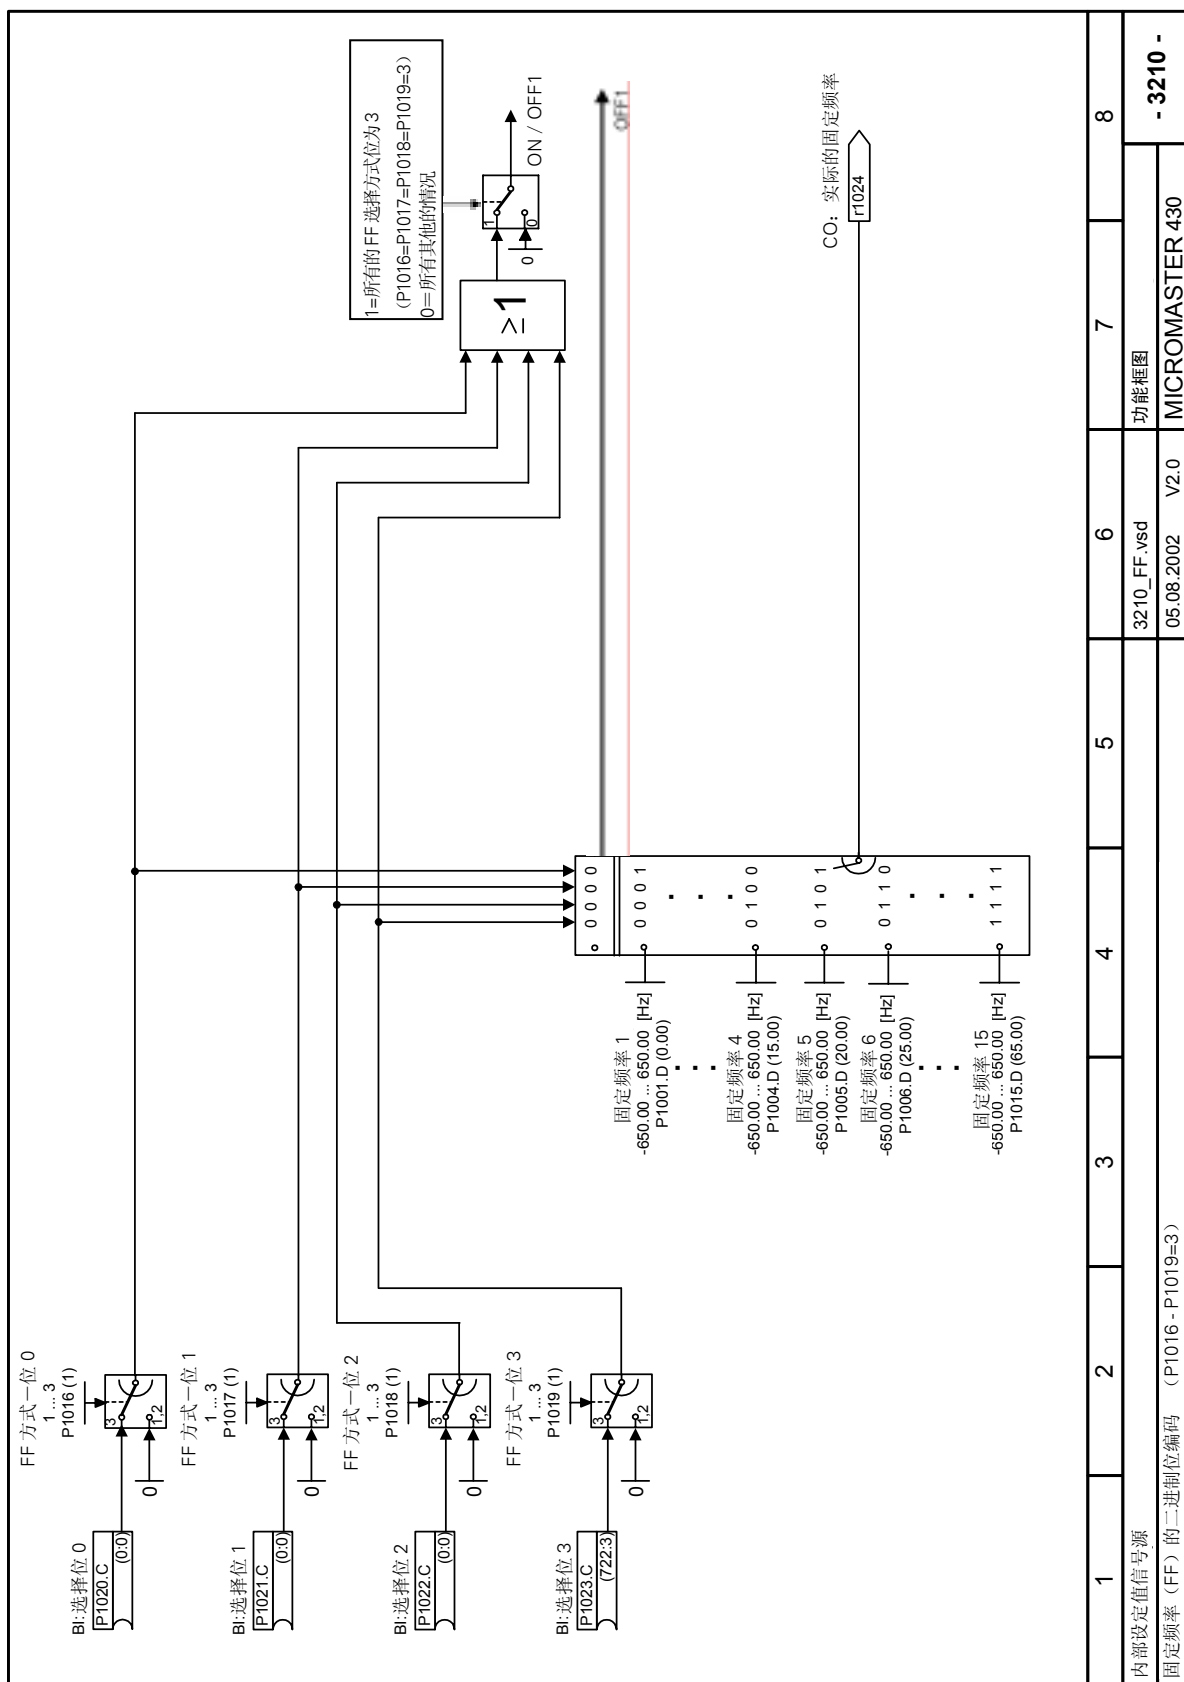 FF 方式一位 0
1 ... 3
P1016 (1)
BI:选择位 0
P1020.C
(0:0)
3
1,2
0
FF 方式一位 1
1 ... 3
P1017 (1)
BI:选择位 1
P1021.C
(0:0)
3
1,2
0
FF 方式一位 2
1 ... 3
P1018 (1)
BI:选择位 2
P1022.C
(0:0)
3
1,2
0
FF 方式一位 3
1 ... 3
P1019 (1)
BI:选择位 3
P1023.C
(722:3)
3
1,2
0
1=所有的 FF 选择方式位为 3
（P1016=P1017=P1018=P1019=3）
0=所有其他的情况
≥1
1
0
0
ON / OFF1
OFF1
0 0 0 0
0 0 0 1
0 1 0 0
0 1 0 1
0 1 1 0
1 1 1 1
固定频率 1
-650.00 ... 650.00 [Hz]
P1001.D (0.00)
固定频率 4
-650.00 ... 650.00 [Hz]
P1004.D (15.00)
固定频率 5
-650.00 ... 650.00 [Hz]
P1005.D (20.00)
固定频率 6
-650.00 ... 650.00 [Hz]
P1006.D (25.00)
固定频率 15
-650.00 ... 650.00 [Hz]
P1015.D (65.00)
CO：实际的固定频率
r1024
1 2 3 4 5 6 7 8
内部设定值信号源 3210_FF.vsd 功能框图 - 3210 -
固定频率（FF）的二进制位编码 （P1016 - P1019=3） 05.08.2002 V2.0 MICROMASTER 430